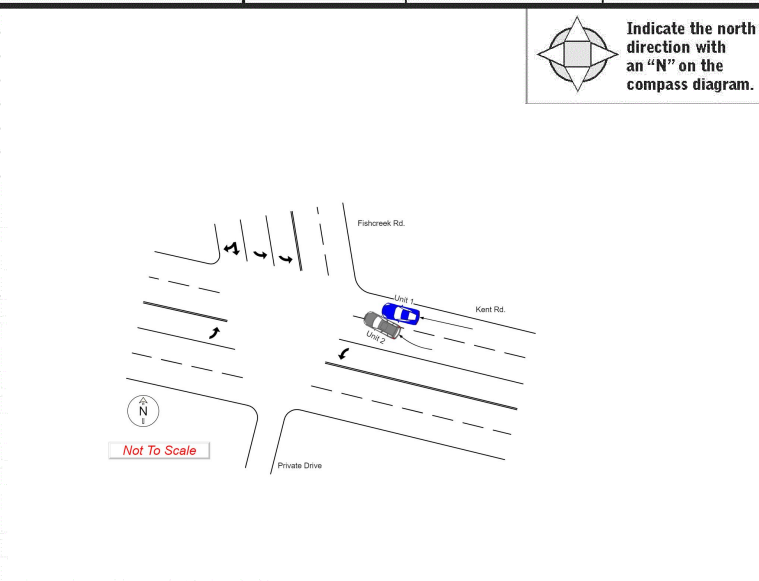 Indicate the north
direction with
an “N” on the
compass diagram.
Fishcreek Rd.
Unit 1
Kent Rd.
Unit 2
N
Not To Scale
Private Drive